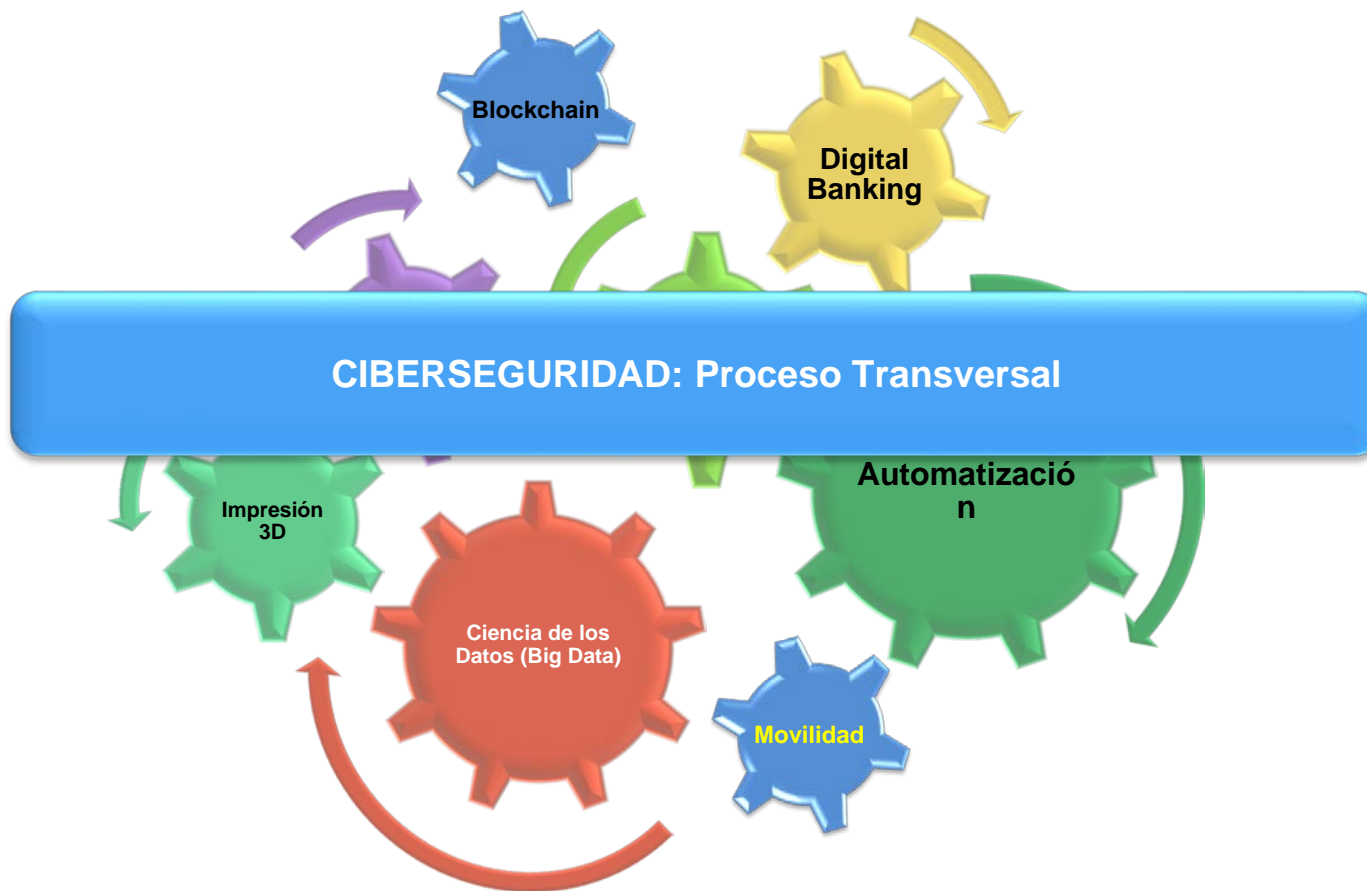 Blockchain
Digital
Banking
CIBERSEGURIDAD: Proceso Transversal
Automatizació
n
Impresión
3D
Ciencia de los
Datos (Big Data)
Movilidad